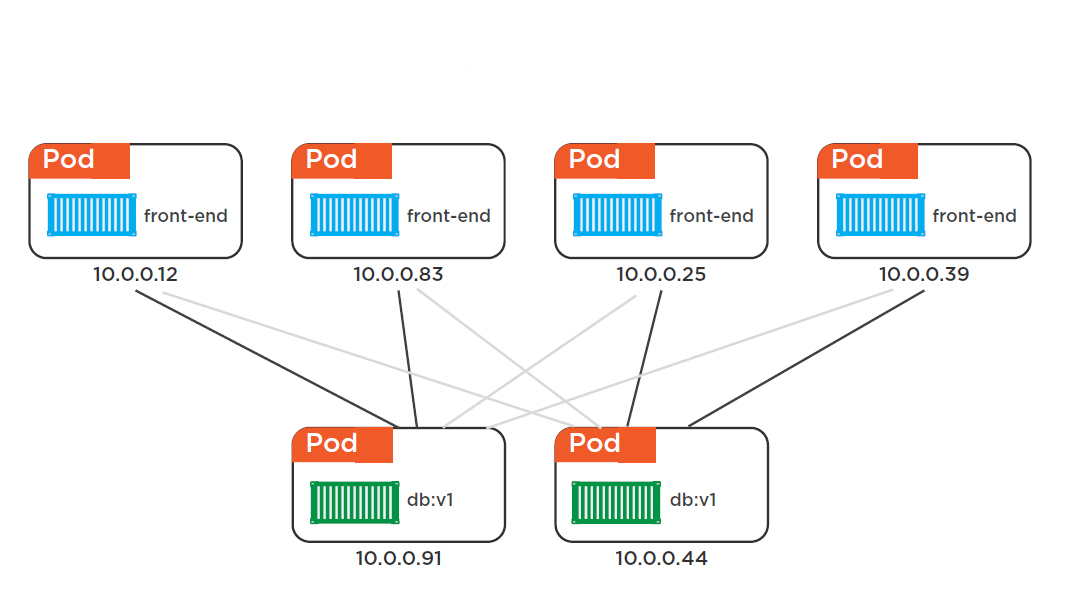 Pod
front-end
10.0.0.12
Pod
front-end
10.0.0.83
Pod
front-end
10.0.0.25
Pod
front-end
10.0.0.39
Pod
db:v1
10.0.0.91
Pod
db:v1
10.0.0.44